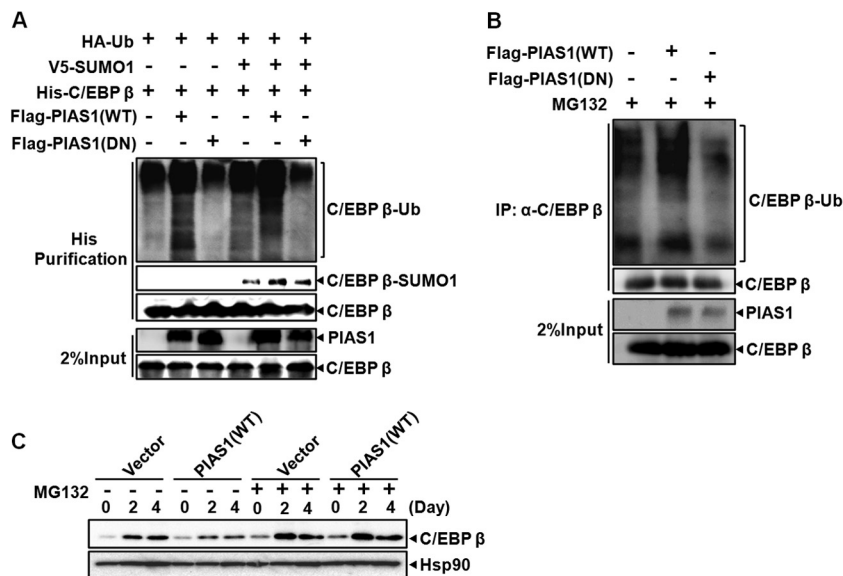 A
HA-Ub + + + + + +
V5-SUMO1 - - - + + +
His-C/EBP β + + + + + +
Flag-PIAS1(WT) - + - - + -
Flag-PIAS1(DN) - - + - - +
His Purification
C/EBP β-Ub
C/EBP β-SUMO1
C/EBP β
2%Input
PIAS1
C/EBP β
B
Flag-PIAS1(WT) - + -
Flag-PIAS1(DN) - - +
MG132 + + +
IP: α-C/EBP β
C/EBP β-Ub
C/EBP β
2%Input
PIAS1
C/EBP β
C
Vector PIAS1(WT) Vector PIAS1(WT)
MG132 - - - - - - + + + + + +
0 2 4 0 2 4 0 2 4 0 2 4 (Day)
C/EBP β
Hsp90